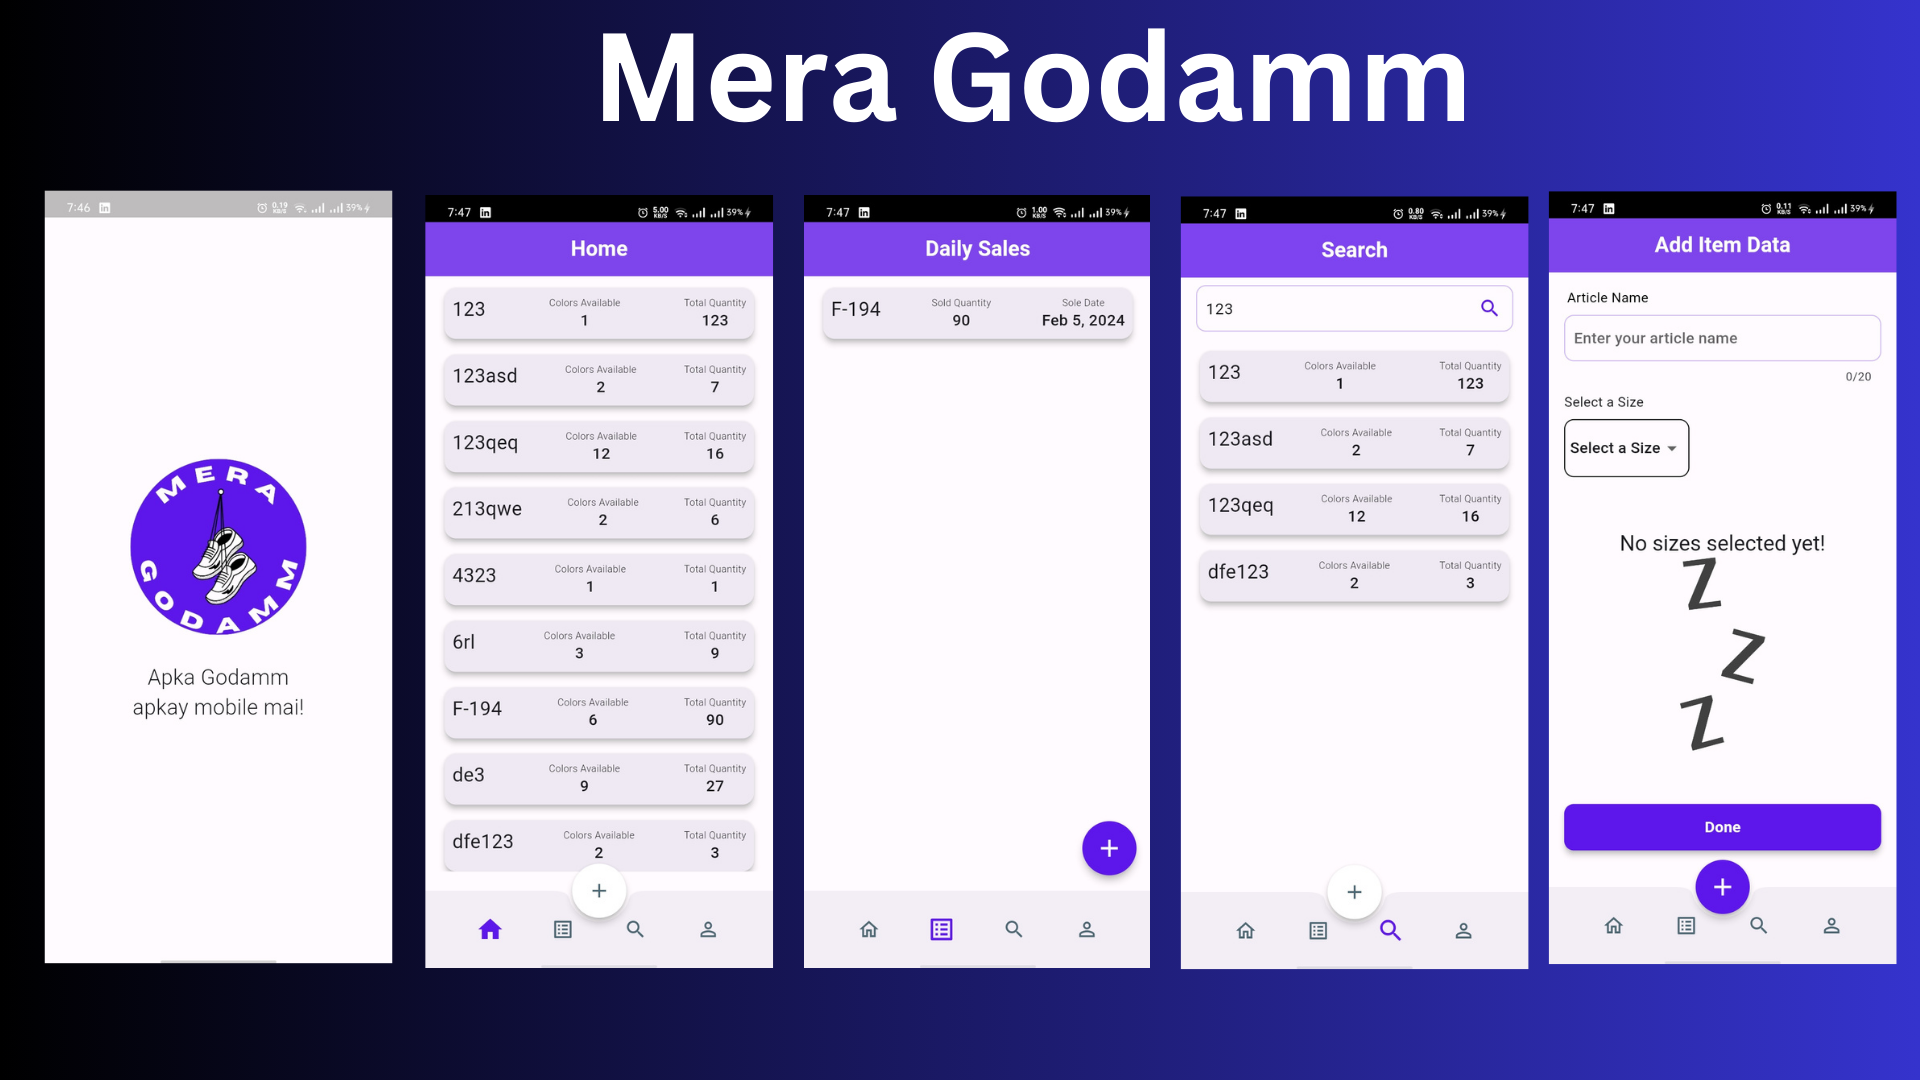 Mera Godamm
7:46
0.19
KB/S
39%
MERA
GODAMM
Apka Godamm
apkay mobile mai!
7:47
5.00
KB/S
39%
Home
123
Colors Available
1
Total Quantity
123
123asd
Colors Available
2
Total Quantity
7
123qeq
Colors Available
12
Total Quantity
16
213qwe
Colors Available
2
Total Quantity
6
4323
Colors Available
1
Total Quantity
1
6rl
Colors Available
3
Total Quantity
9
F-194
Colors Available
6
Total Quantity
90
de3
Colors Available
9
Total Quantity
27
dfe123
Colors Available
2
Total Quantity
3
7:47
1.00
KB/S
39%
Daily Sales
F-194
Sold Quantity
90
Sole Date
Feb 5, 2024
7:47
0.80
KB/S
39%
Search
123
123
Colors Available
1
Total Quantity
123
123asd
Colors Available
2
Total Quantity
7
123qeq
Colors Available
12
Total Quantity
16
dfe123
Colors Available
2
Total Quantity
3
7:47
0.11
KB/S
39%
Add Item Data
Article Name
Enter your article name
0/20
Select a Size
Select a Size
No sizes selected yet!
Z
Z
Z
Done